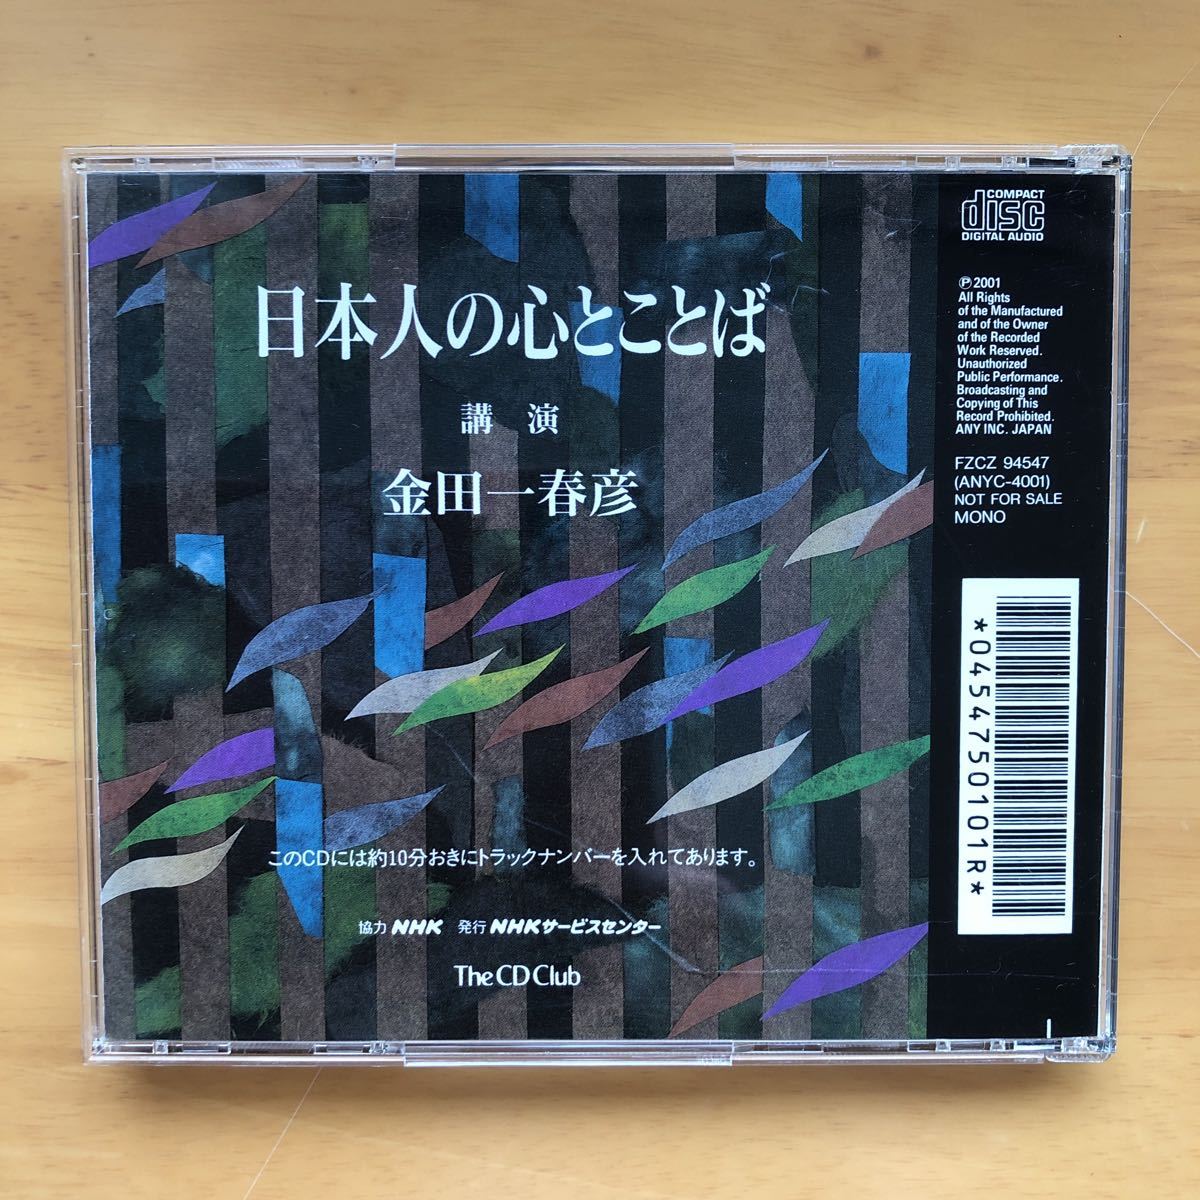 日本人の心とことば
講演
金田一春彦
このCDには約10分おきにトラックナンバーを入れてあります。
協力 NHK 発行 NHKサービスセンター
The CD Club
COMPACT
disc
DIGITAL AUDIO
Ⓟ2001
All Rights
of the Manufactured
and of the Owner
of the Recorded
Work Reserved.
Unauthorized
Public Performance.
Broadcasting and
Copying of This
Record Prohibited.
ANY INC. JAPAN
FZCZ 94547
(ANYC-4001)
NOT FOR SALE
MONO
*0454750101R*